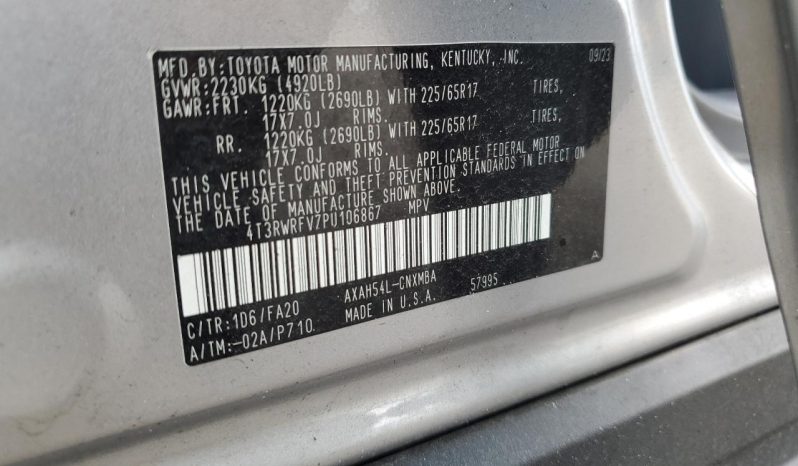 MFD. BY: TOYOTA MOTOR MANUFACTURING, KENTUCKY, INC. 09/23
GVWR: 2230KG (4920LB)
GAWR: FRT. 1220KG (2690LB) WITH 225/65R17 TIRES,
17X7.0J RIMS.
RR. 1220KG (2690LB) WITH 225/65R17 TIRES,
17X7.0J RIMS.
THIS VEHICLE CONFORMS TO ALL APPLICABLE FEDERAL MOTOR
VEHICLE SAFETY AND THEFT PREVENTION STANDARDS IN EFFECT ON
THE DATE OF MANUFACTURE SHOWN ABOVE.
4T3RWRFVZPU106867 MPV
A
C/TR: 1D6/FA20 AXAH54L-CNXMBA 57995
A/TM: -02A/P710. MADE IN U.S.A.